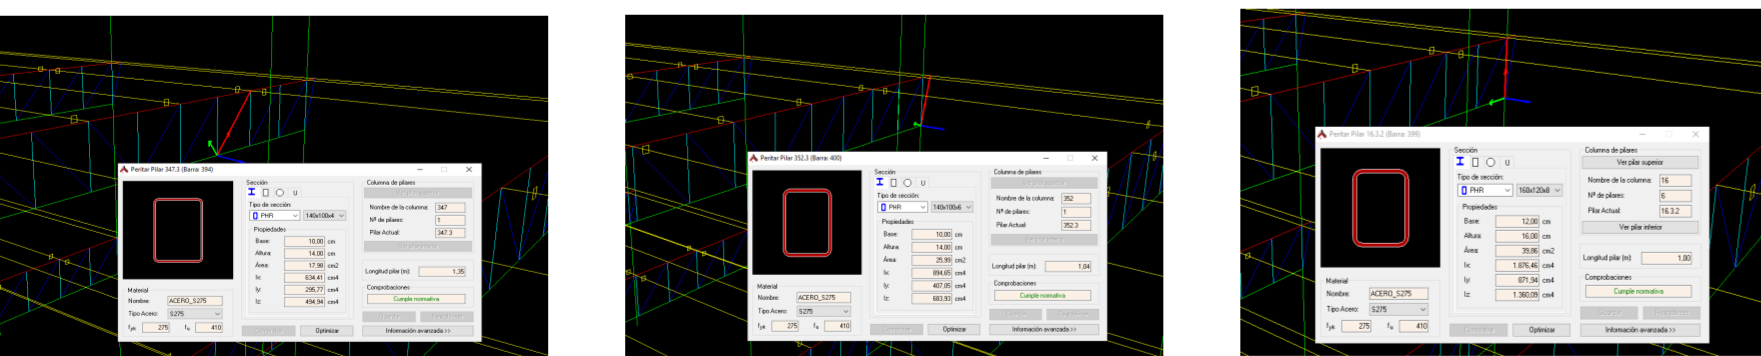 Peritar Pilar 347.3 (Barra: 394)
Sección
U
Tipo de sección:
PHR
140x100x4
Propiedades
Base: 10,00 cm
Altura: 14,00 cm
Área: 17,98 cm2
Ix: 634,41 cm4
Iy: 295,77 cm4
Iz: 494,94 cm4
Material
Nombre: ACERO_S275
Tipo Acero: S275
fyk 275 fu 410
Optimizar
Columna de pilares
Nombre de la columna: 347
Nº de pilares: 1
Pilar Actual: 347.3
Longitud pilar (m): 1,35
Comprobaciones
Cumple normativa
Información avanzada >>
Peritar Pilar 352.3 (Barra: 400)
Sección
U
Tipo de sección:
PHR
140x100x6
Propiedades
Base: 10,00 cm
Altura: 14,00 cm
Área: 25,99 cm2
Ix: 894,65 cm4
Iy: 407,05 cm4
Iz: 683,93 cm4
Material
Nombre: ACERO_S275
Tipo Acero: S275
fyk 275 fu 410
Optimizar
Columna de pilares
Nombre de la columna: 352
Nº de pilares: 1
Pilar Actual: 352.3
Longitud pilar (m): 1,04
Comprobaciones
Cumple normativa
Información avanzada >>
Peritar Pilar 16.3.2 (Barra: 399)
Sección
U
Tipo de sección:
PHR
160x120x8
Propiedades
Base: 12,00 cm
Altura: 16,00 cm
Área: 39,86 cm2
Ix: 1.876,46 cm4
Iy: 871,94 cm4
Iz: 1.360,09 cm4
Material
Nombre: ACERO_S275
Tipo Acero: S275
fyk 275 fu 410
Optimizar
Columna de pilares
Ver pilar superior
Nombre de la columna: 16
Nº de pilares: 6
Pilar Actual: 16.3.2
Ver pilar inferior
Longitud pilar (m): 1,00
Comprobaciones
Cumple normativa
Información avanzada >>